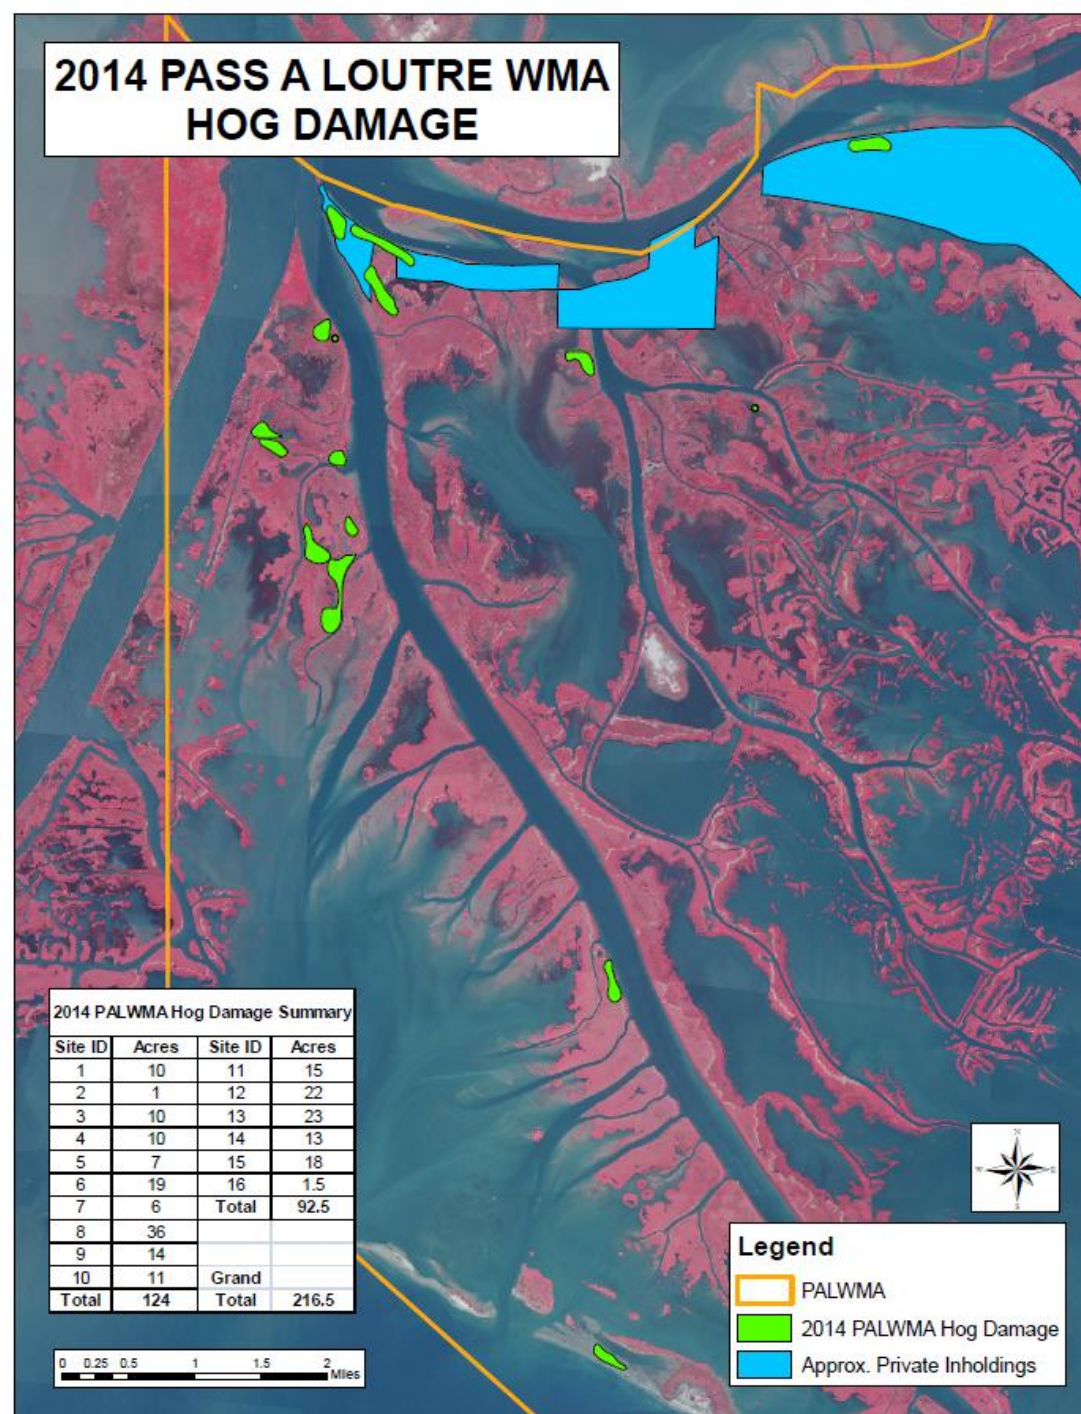 2014 PASS A LOUTRE WMA
HOG DAMAGE
2014 PALWMA Hog Damage Summary
Site ID Acres Site ID Acres
1 10 11 15
2 1 12 22
3 10 13 23
4 10 14 13
5 7 15 18
6 19 16 1.5
7 6 Total 92.5
8 36
9 14
10 11 Grand
Total 124 Total 216.5
0 0.25 0.5 1 1.5 2
Miles
N
W E
S
Legend
PALWMA
2014 PALWMA Hog Damage
Approx. Private Inholdings